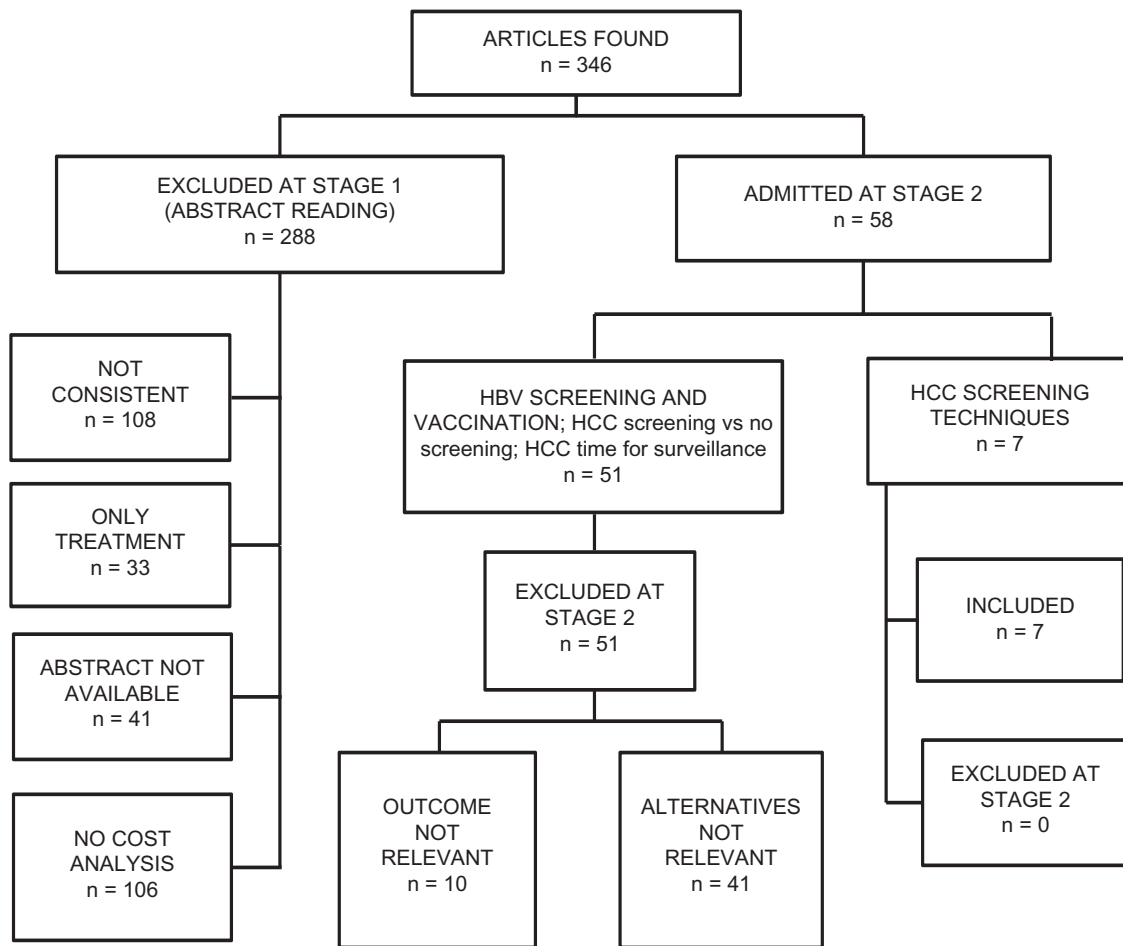 ARTICLES FOUND
n = 346
EXCLUDED AT STAGE 1
(ABSTRACT READING)
n = 288
ADMITTED AT STAGE 2
n = 58
NOT
CONSISTENT
n = 108
ONLY
TREATMENT
n = 33
ABSTRACT NOT
AVAILABLE
n = 41
NO COST
ANALYSIS
n = 106
HBV SCREENING AND
VACCINATION; HCC screening vs no
screening; HCC time for surveillance
n = 51
EXCLUDED AT
STAGE 2
n = 51
OUTCOME
NOT
RELEVANT
n = 10
ALTERNATIVES
NOT
RELEVANT
n = 41
HCC SCREENING
TECHNIQUES
n = 7
INCLUDED
n = 7
EXCLUDED AT
STAGE 2
n = 0